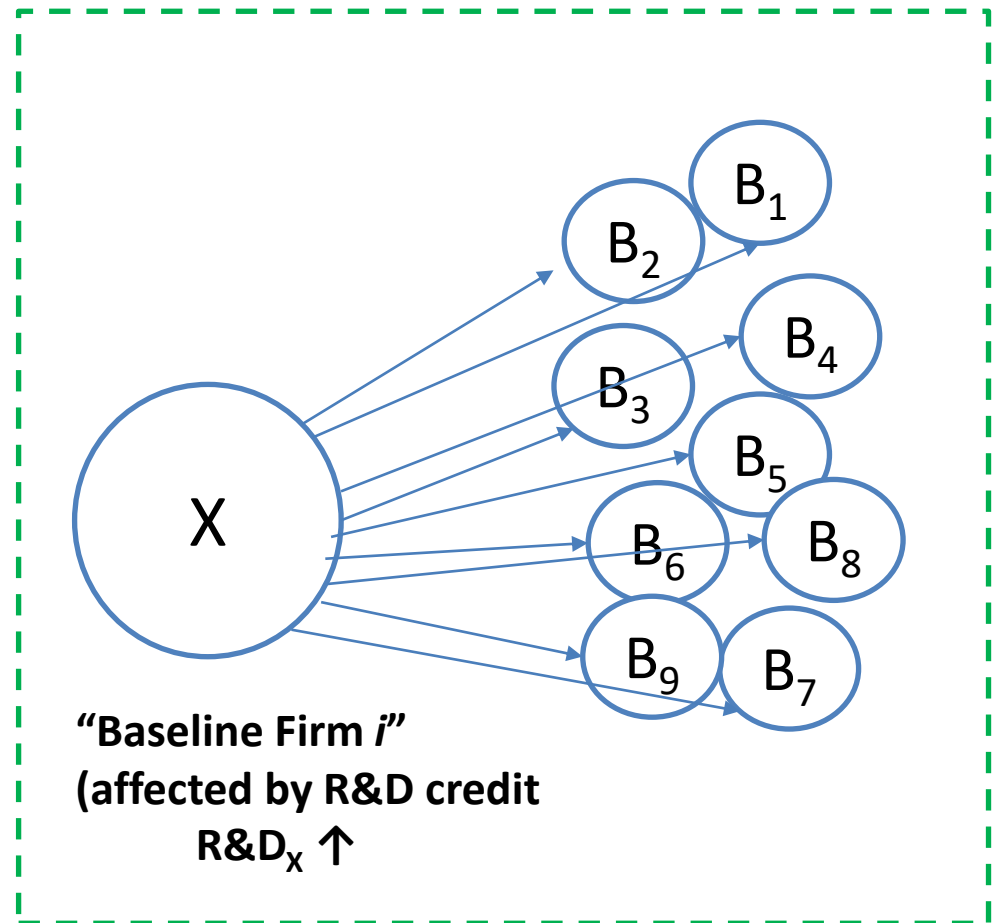 B₁
B₂
B₄
B₃
B₅
X
B₆
B₈
B₉
B₇
“Baseline Firm i”
(affected by R&D credit
R&Dₓ ↑